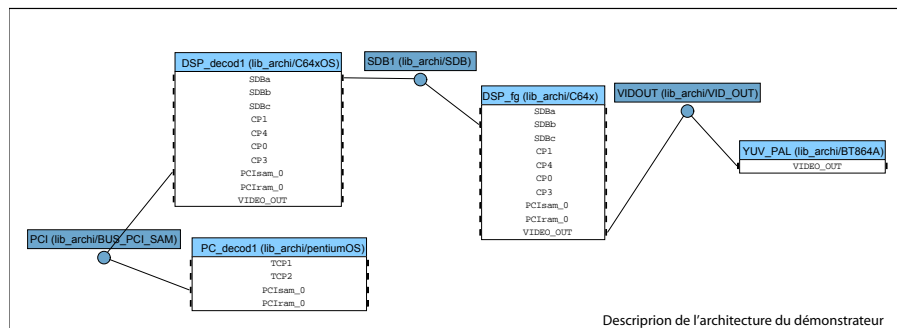 DSP_decod1 (lib_archi/C64xOS)
SDBa
SDBb
SDBc
CP1
CP4
CP0
CP3
PCIsam_0
PCIram_0
VIDEO_OUT
SDB1 (lib_archi/SDB)
DSP_fg (lib_archi/C64x)
SDBa
SDBb
SDBc
CP1
CP4
CP0
CP3
PCIsam_0
PCIram_0
VIDEO_OUT
VIDOUT (lib_archi/VID_OUT)
YUV_PAL (lib_archi/BT864A)
VIDEO_OUT
PCI (lib_archi/BUS_PCI_SAM)
PC_decod1 (lib_archi/pentiumOS)
TCP1
TCP2
PCIsam_0
PCIram_0
Descriprion de l'architecture du démonstrateur